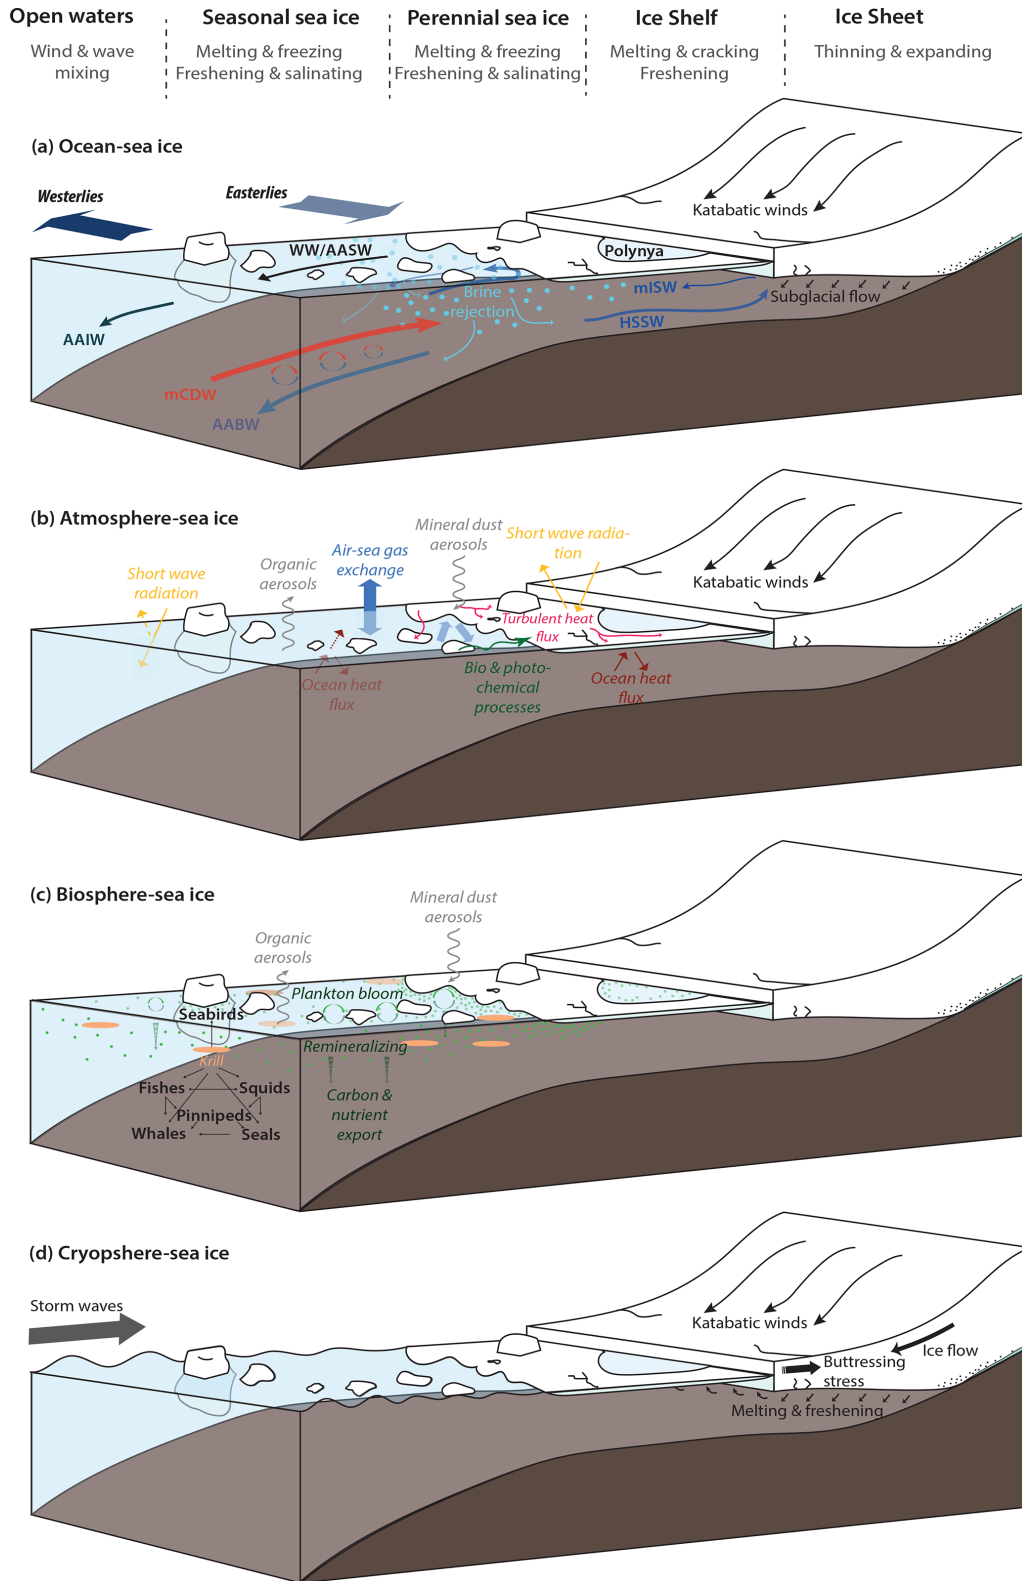 Open waters
Seasonal sea ice
Perennial sea ice
Ice Shelf
Ice Sheet
Wind & wave
mixing
Melting & freezing
Freshening & salinating
Melting & freezing
Freshening & salinating
Melting & cracking
Freshening
Thinning & expanding
(a) Ocean-sea ice
Westerlies
Easterlies
Katabatic winds
WW/AASW
Polynya
mISW
Subglacial flow
Brine
rejection
HSSW
AAIW
mCDW
AABW
(b) Atmosphere-sea ice
Short wave
radiation
Organic
aerosols
Air-sea gas
exchange
Mineral dust
aerosols
Short wave radia-
tion
Katabatic winds
Turbulent heat
flux
Ocean heat
flux
Bio & photo-
chemical
processes
Ocean heat
flux
(c) Biosphere-sea ice
Mineral dust
aerosols
Organic
aerosols
Plankton bloom
Seabirds
Remineralizing
Krill
Fishes
Squids
Pinnipeds
Whales
Seals
Carbon &
nutrient
export
(d) Cryopshere-sea ice
Storm waves
Katabatic winds
Ice flow
Buttressing
stress
Melting & freshening